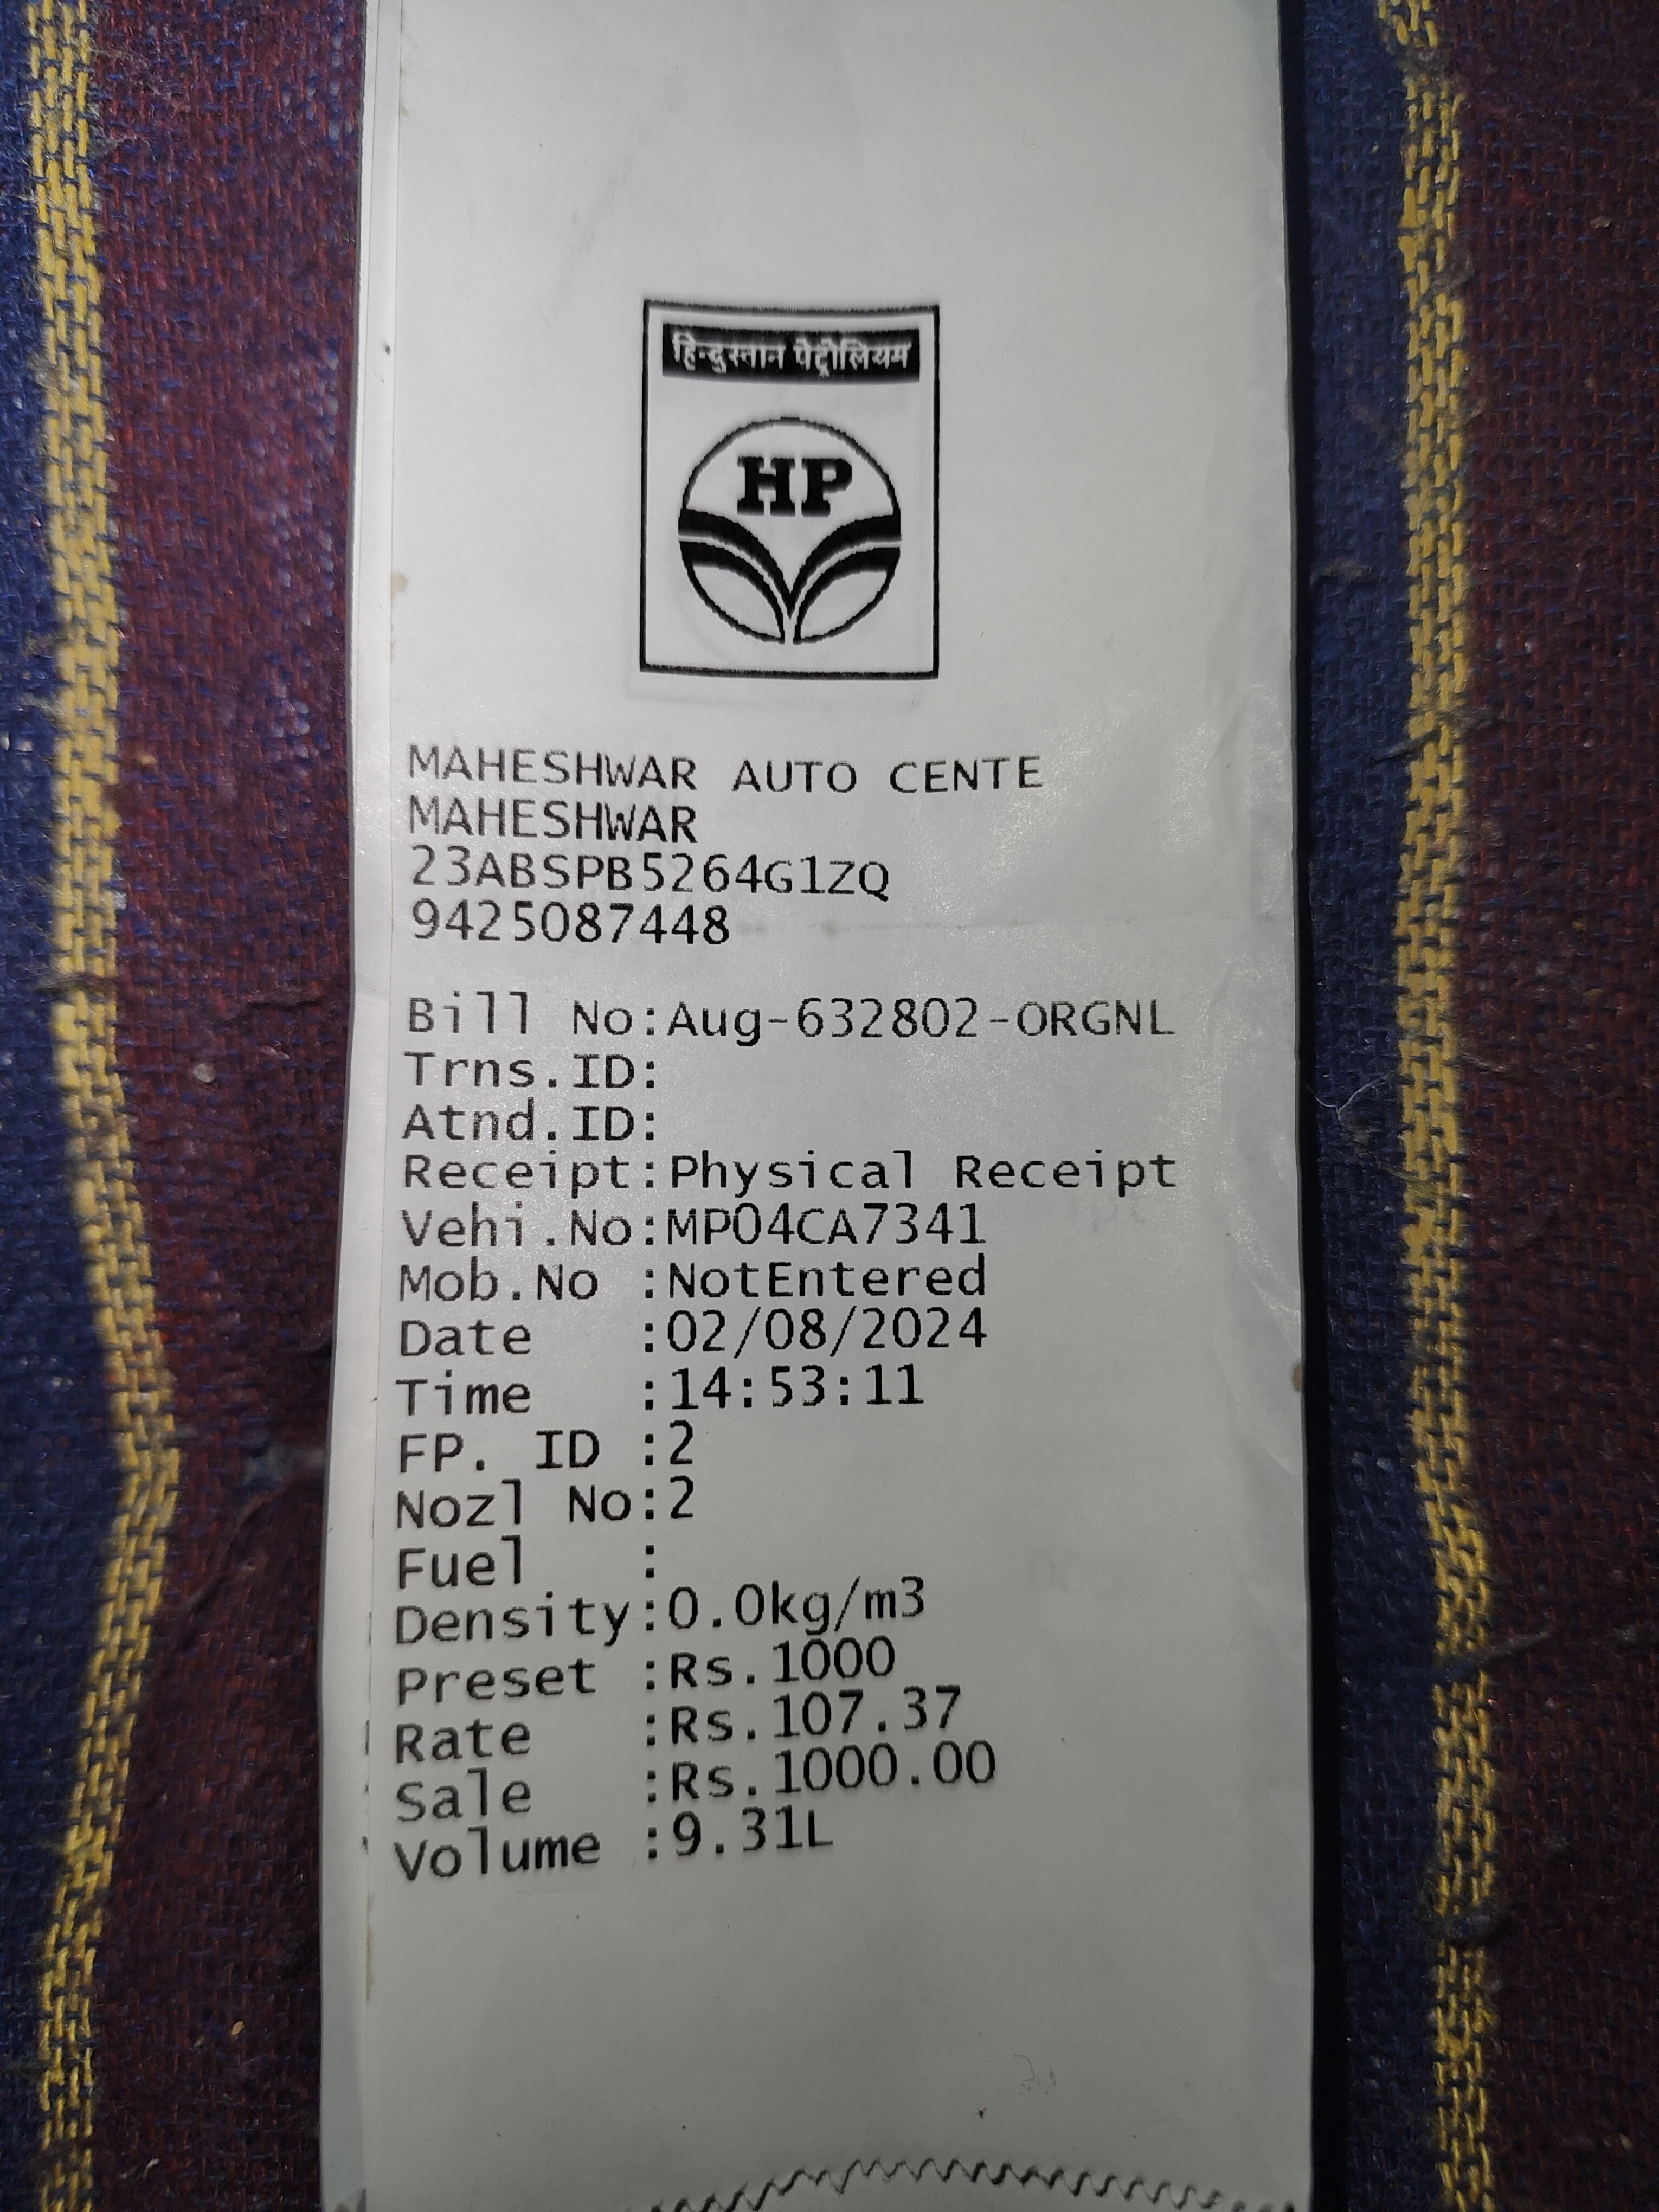 हिन्दुस्तान पेट्रोलियम
HP
MAHESHWAR AUTO CENTE
MAHESHWAR
23ABSPB5264G1ZQ
9425087448
Bill No:Aug-632802-ORGNL
Trns.ID:
Atnd.ID:
Receipt:Physical Receipt
Vehi.No:MP04CA7341
Mob.No :NotEntered
Date :02/08/2024
Time :14:53:11
FP. ID :2
Nozl No:2
Fuel :
Density:0.0kg/m3
Preset :Rs.1000
Rate :Rs.107.37
Sale :Rs.1000.00
Volume :9.31L